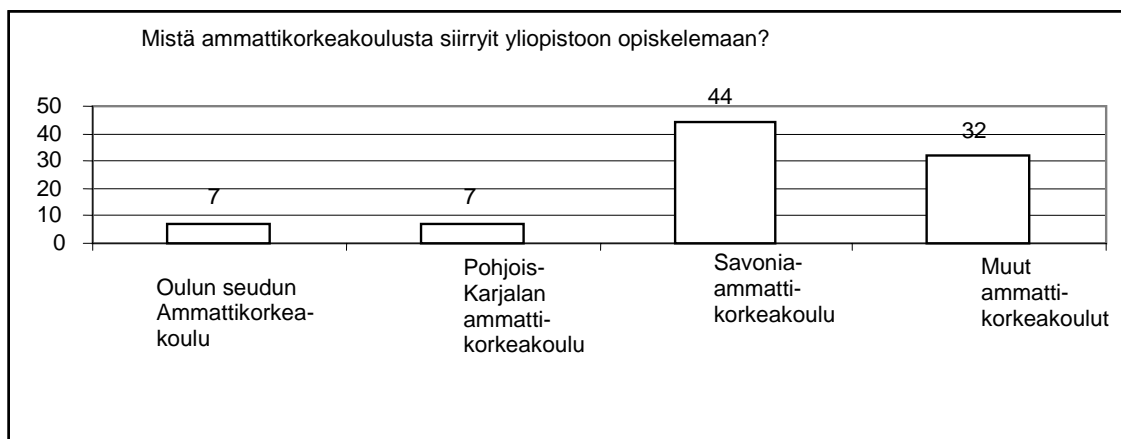 Mistä ammattikorkeakoulusta siirryit yliopistoon opiskelemaan?
50
40
30
20
10
0
7
7
44
32
Oulun seudun
Ammattikorkea-
koulu
Pohjois-
Karjalan
ammatti-
korkeakoulu
Savonia-
ammatti-
korkeakoulu
Muut
ammatti-
korkeakoulut